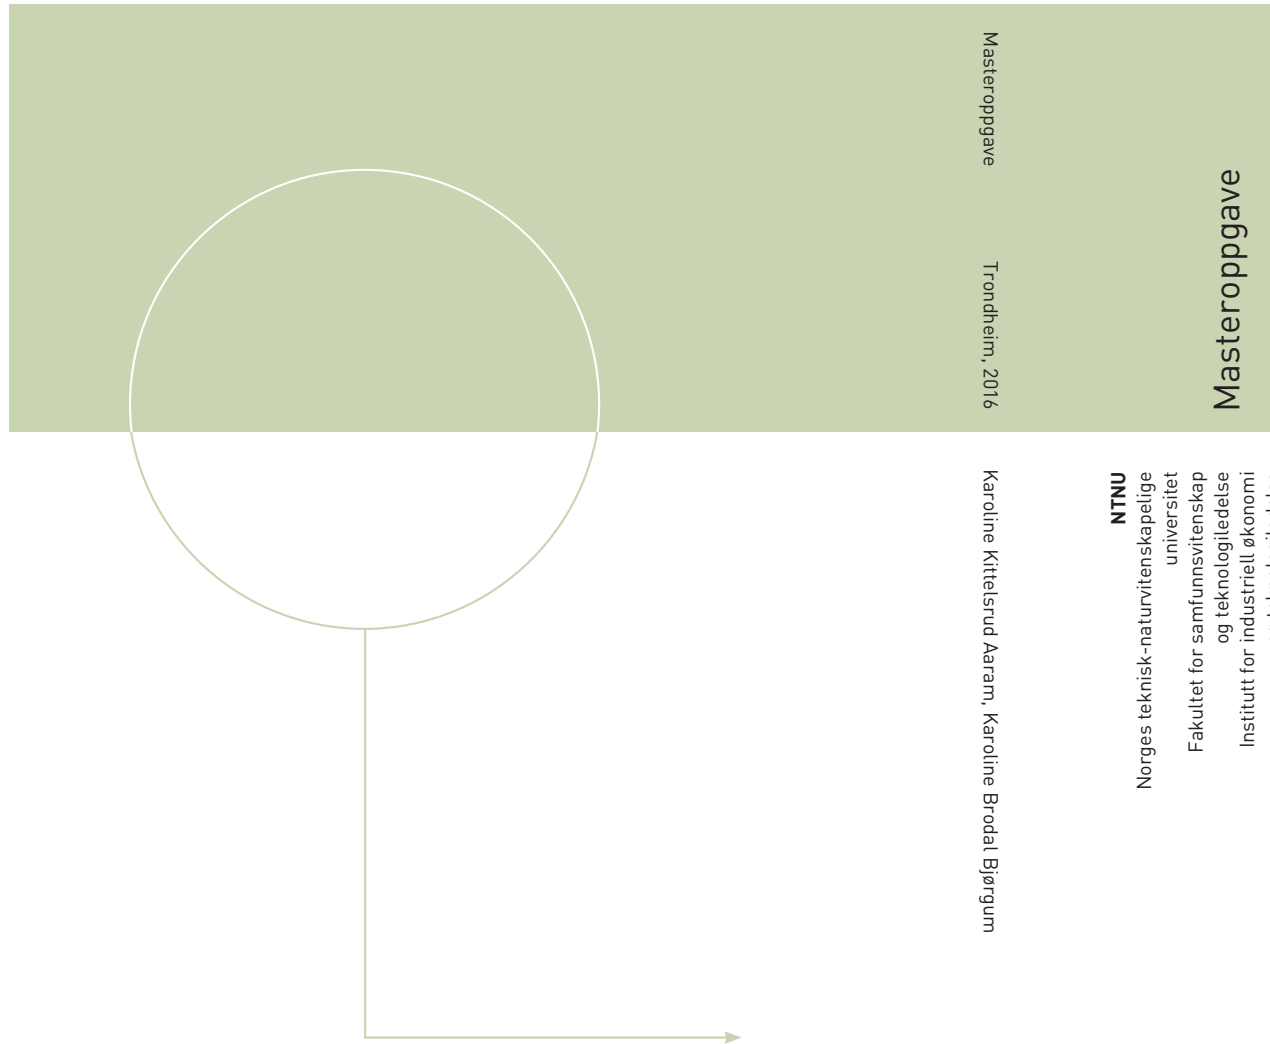 Masteroppgave
Trondheim, 2016
Karoline Kittelsrud Aaram, Karoline Brodal Bjørgum
Masteroppgave
NTNU
Norges teknisk-naturvitenskapelige
universitet
Fakultet for samfunnsvitenskap
og teknologiledelse
Institutt for industriell økonomi